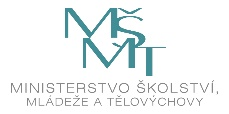 MŠ
MT
MINISTERSTVO ŠKOLSTVÍ,
MLÁDEŽE A TĚLOVÝCHOVY